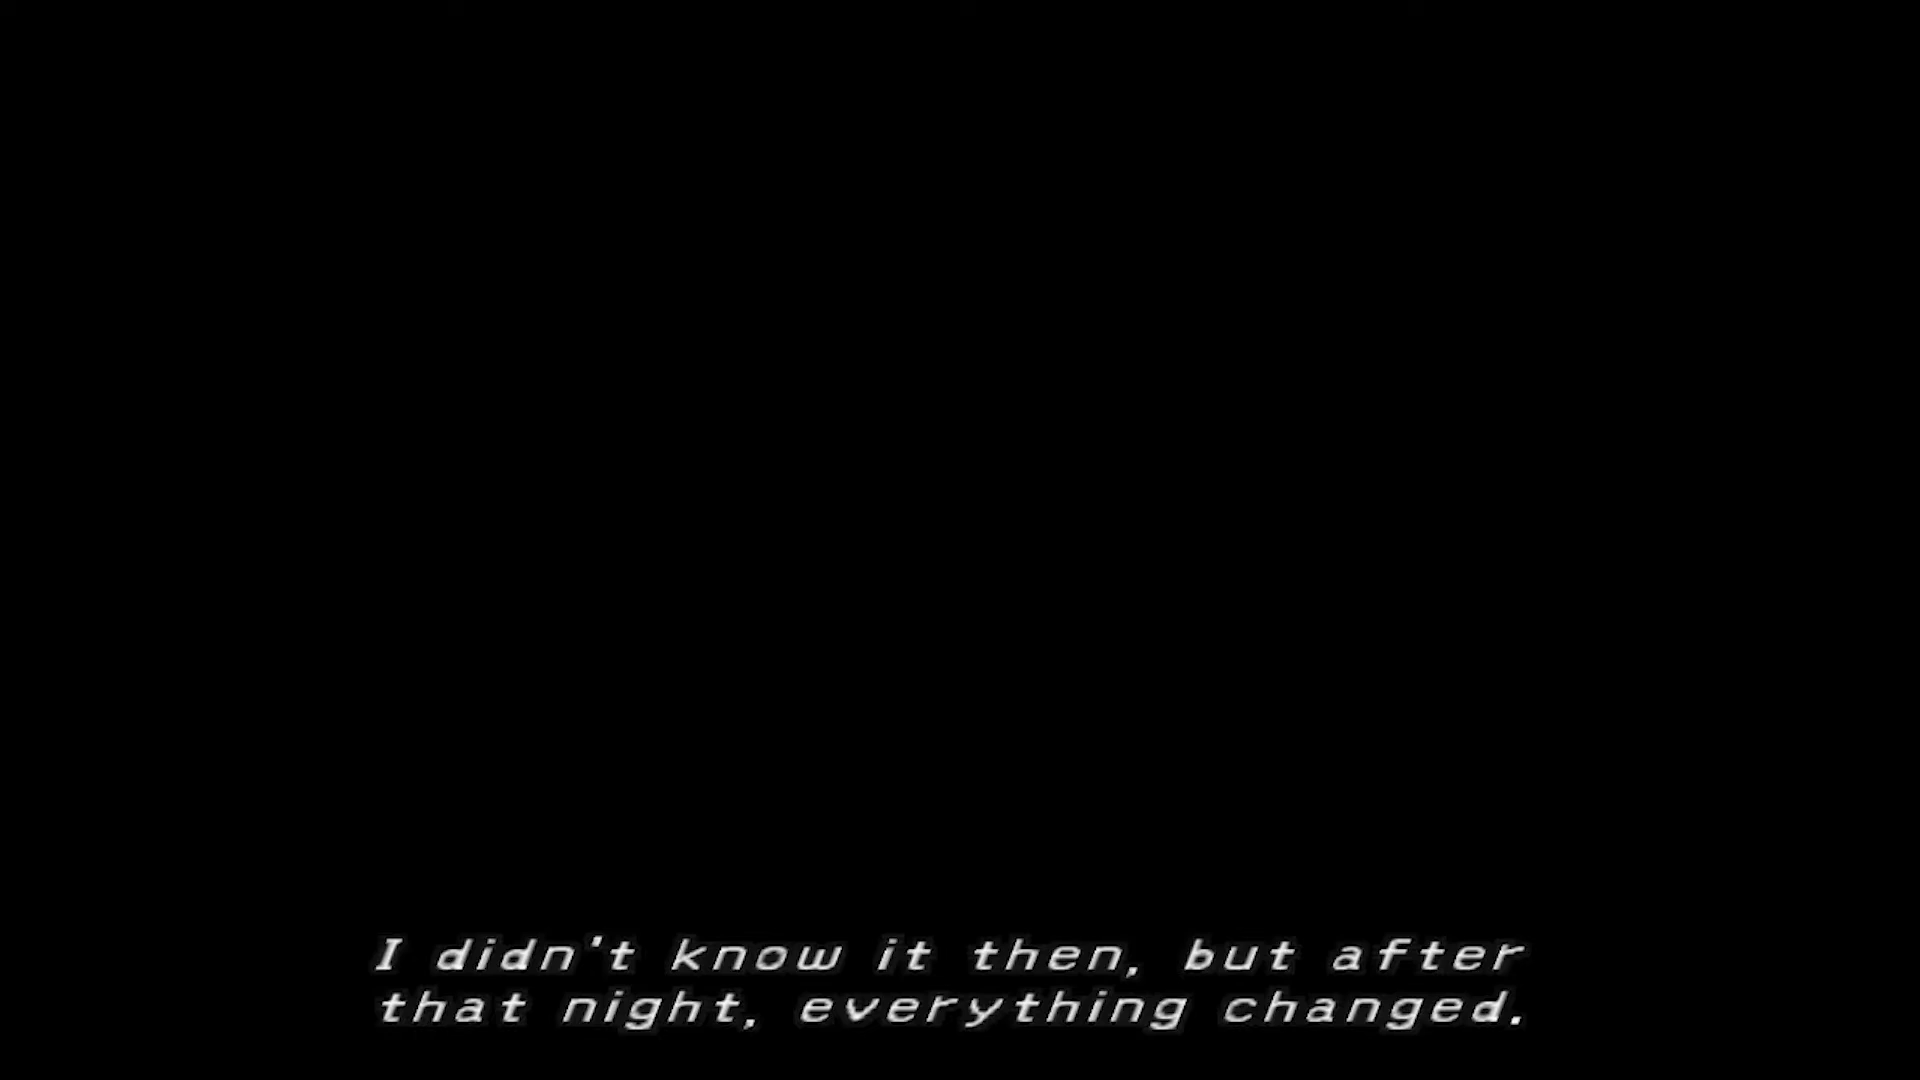 I didn't know it then, but after
that night, everything changed.